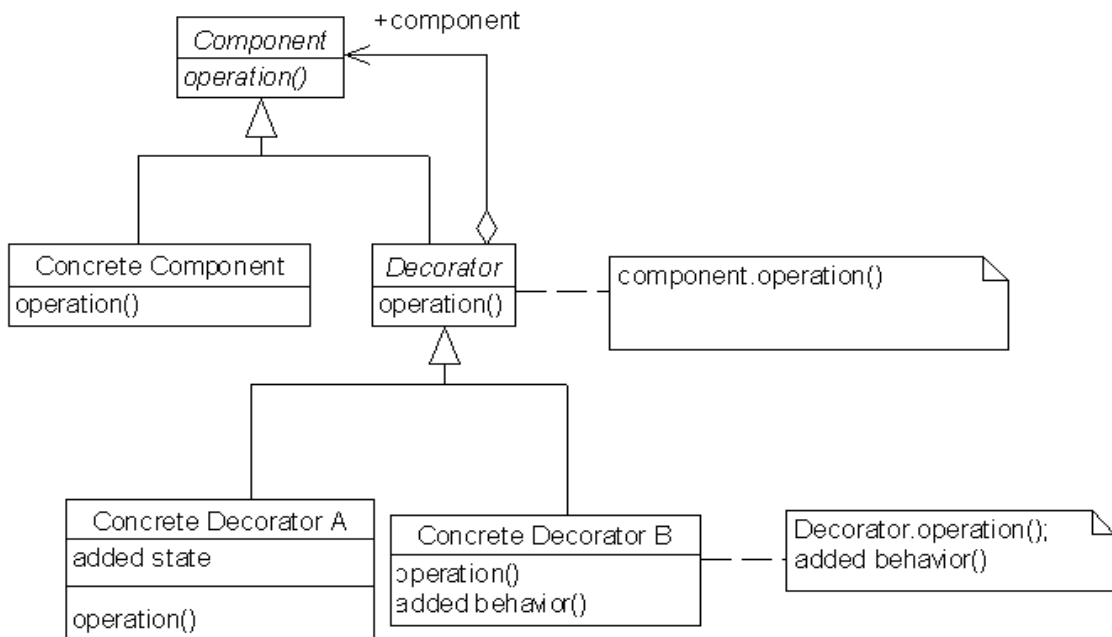 +component
Component
operation()
Concrete Component
operation()
Decorator
operation()
component.operation()
Concrete Decorator A
added state
operation()
Concrete Decorator B
operation()
added behavior()
Decorator.operation();
added behavior()